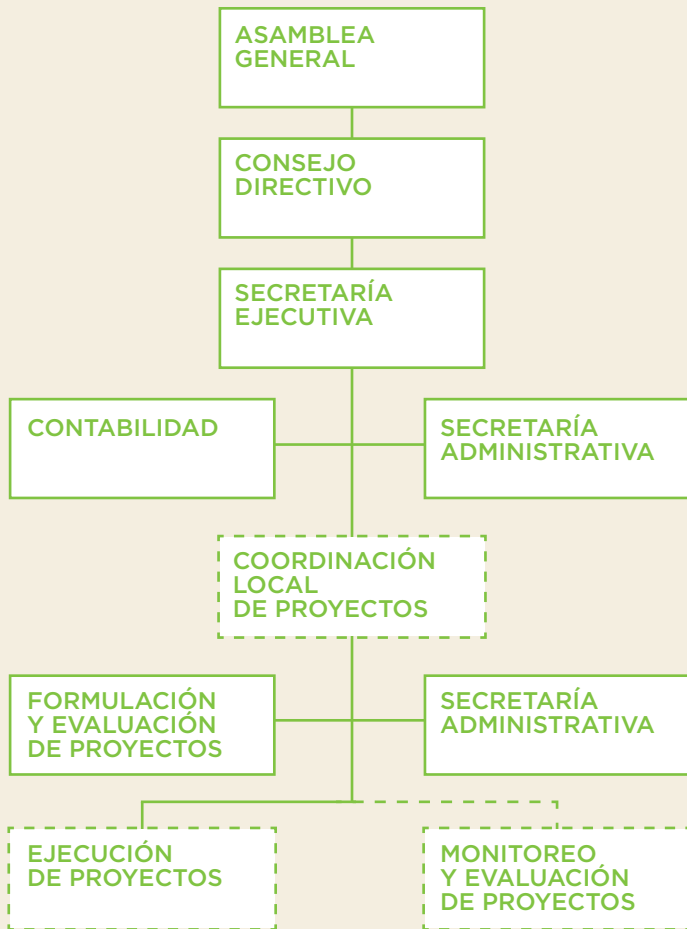 ASAMBLEA
GENERAL
CONSEJO
DIRECTIVO
SECRETARÍA
EJECUTIVA
CONTABILIDAD
SECRETARÍA
ADMINISTRATIVA
COORDINACIÓN
LOCAL
DE PROYECTOS
FORMULACIÓN
Y EVALUACIÓN
DE PROYECTOS
SECRETARÍA
ADMINISTRATIVA
EJECUCIÓN
DE PROYECTOS
MONITOREO
Y EVALUACIÓN
DE PROYECTOS